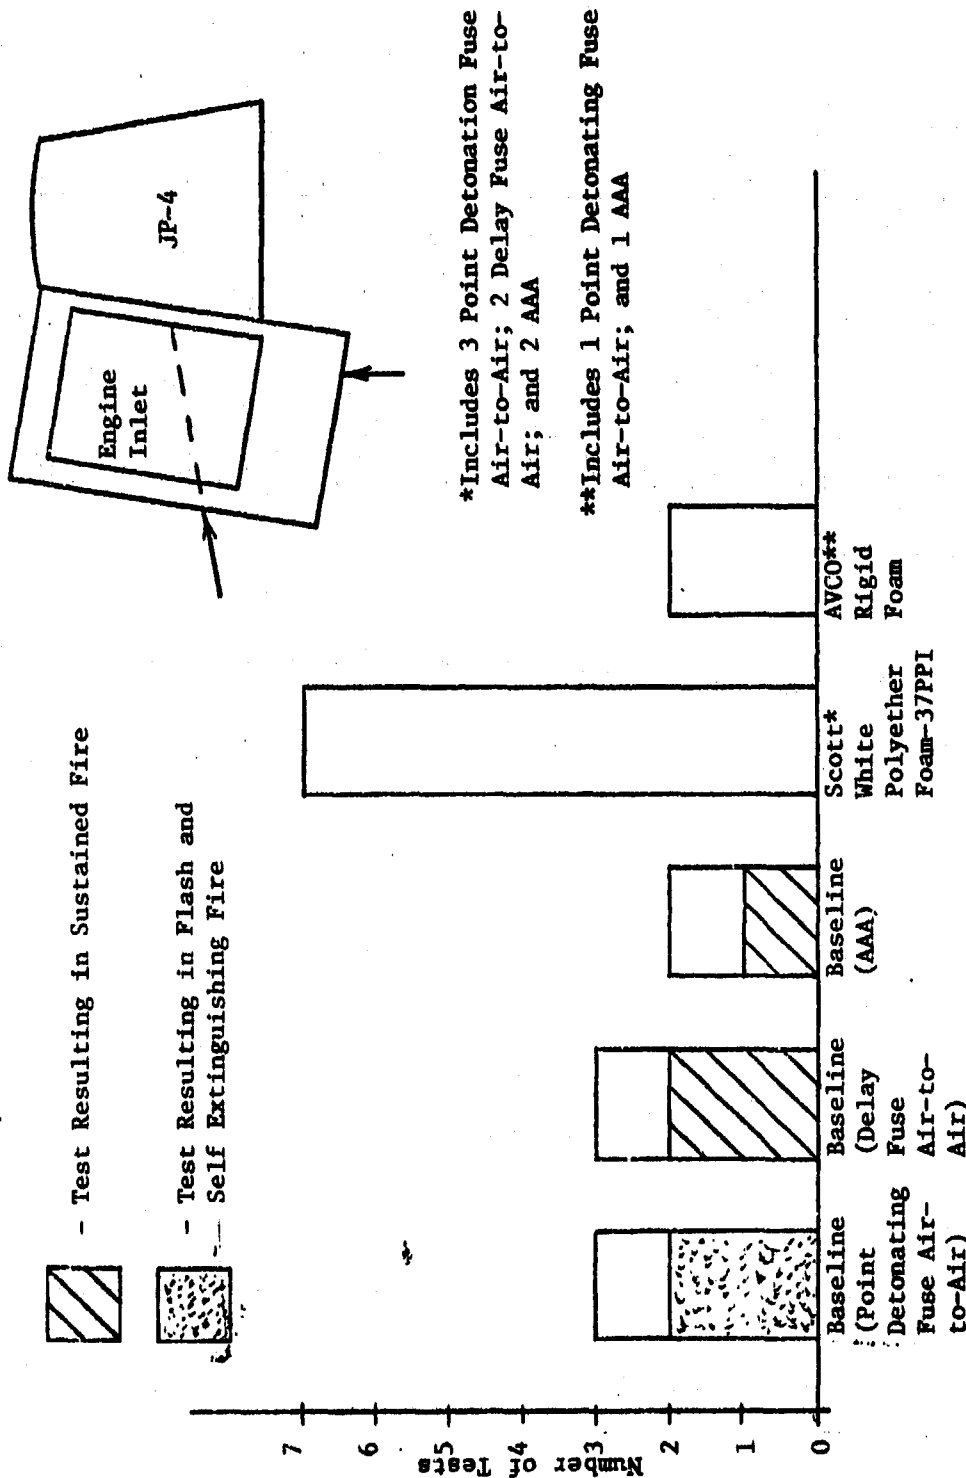 - Test Resulting in Sustained Fire
- Test Resulting in Flash and
Self Extinguishing Fire
Engine
Inlet
JP-4
*Includes 3 Point Detonation Fuse
Air-to-Air; 2 Delay Fuse Air-to-
Air; and 2 AAA
**Includes 1 Point Detonating Fuse
Air-to-Air; and 1 AAA
Number of Tests
7
6
5
4
3
2
1
0
Baseline
(Point
Detonating
Fuse Air-
to-Air)
Baseline
(Delay
Fuse
Air-to-
Air)
Baseline
(AAA)
Scott*
White
Polyether
Foam-37PPI
AVCO**
Rigid
Foam